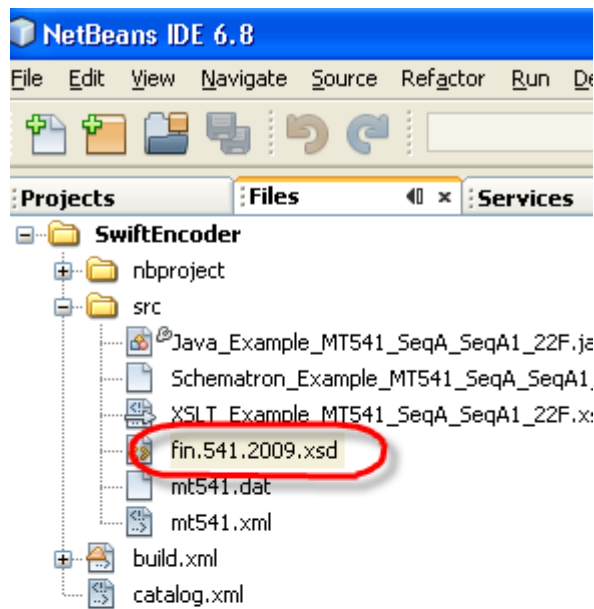 NetBeans IDE 6.8
File Edit View Navigate Source Refactor Run De
Projects Files Services
SwiftEncoder
nbproject
src
Java_Example_MT541_SeqA_SeqA1_22F.ja
Schematron_Example_MT541_SeqA_SeqA1_
XSLT_Example_MT541_SeqA_SeqA1_22F.xs
fin.541.2009.xsd
mt541.dat
mt541.xml
build.xml
catalog.xml